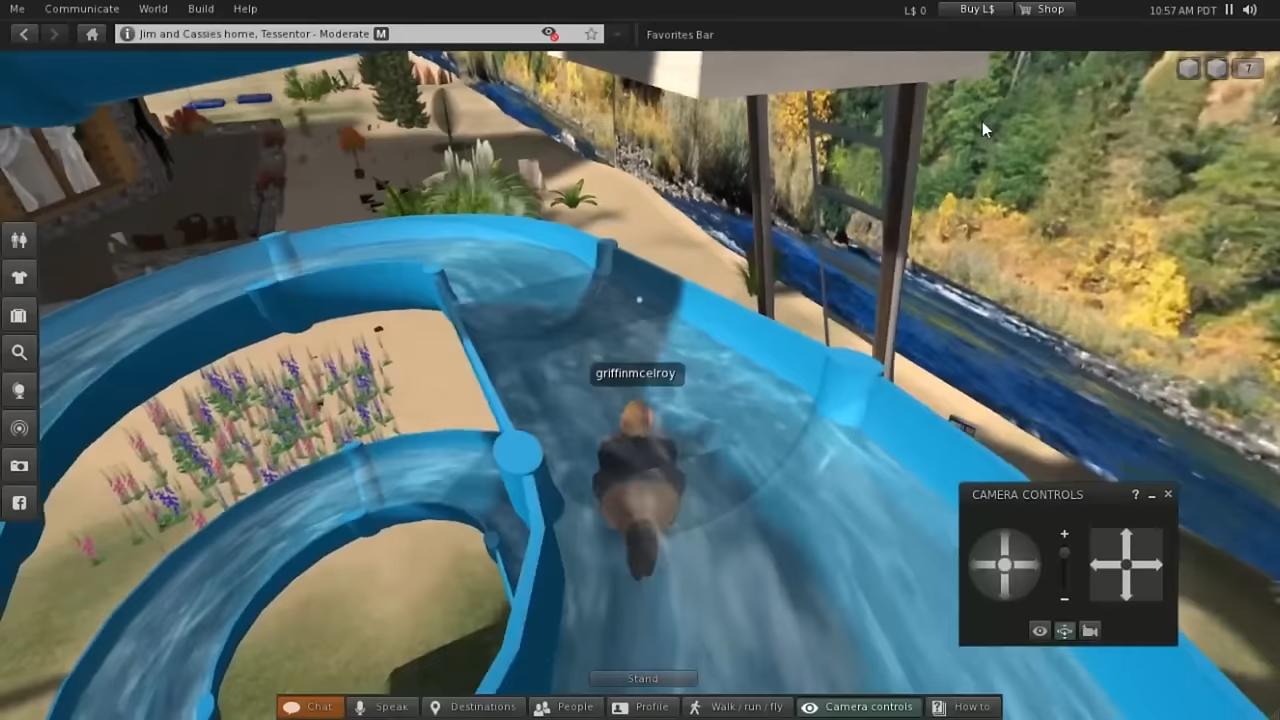 Me Communicate World Build Help L$ 0 Buy L$ Shop 10:57 AM PDT
Jim and Cassies home, Tessentor - Moderate M Favorites Bar
7
griffinmcelroy
CAMERA CONTROLS ?
Stand
Chat Speak Destinations People Profile Walk / run / fly Camera controls How to